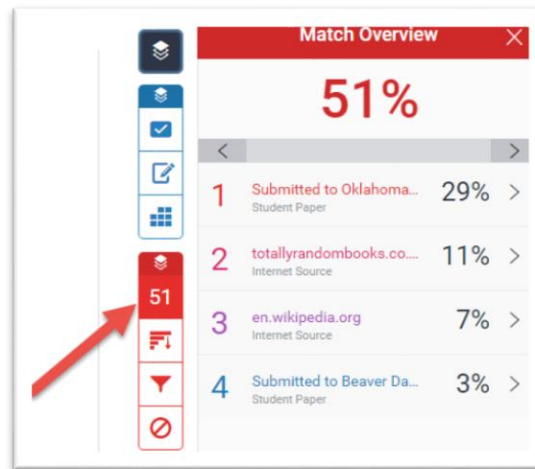 Match Overview
51%
1 Submitted to Oklahoma... 29%
Student Paper
2 totallyrandombooks.co.... 11%
Internet Source
51
3 en.wikipedia.org 7%
Internet Source
4 Submitted to Beaver Da... 3%
Student Paper